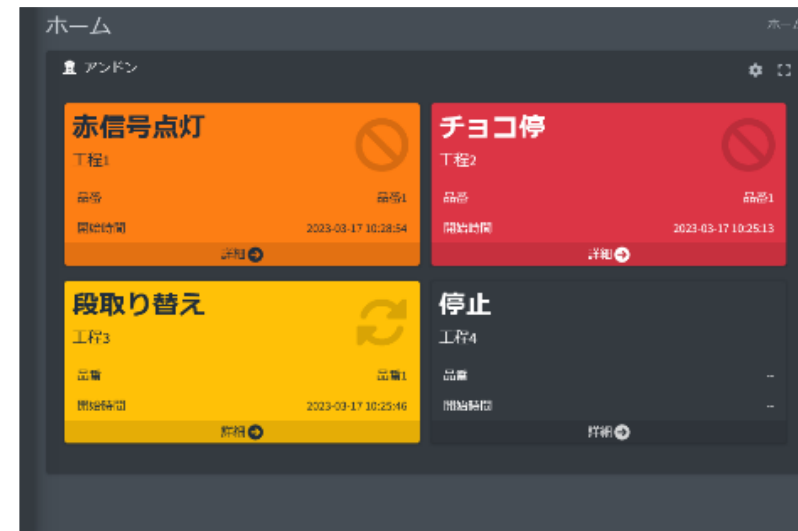 ホーム
ホーム
アンドン
赤信号点灯
工程1
品番 品番1
開始時間 2023-03-17 10:28:54
詳細
チョコ停
工程2
品番 品番1
開始時間 2023-03-17 10:25:13
詳細
段取り替え
工程3
品番 品番1
開始時間 2023-03-17 10:25:46
詳細
停止
工程4
品番 --
開始時間 --
詳細